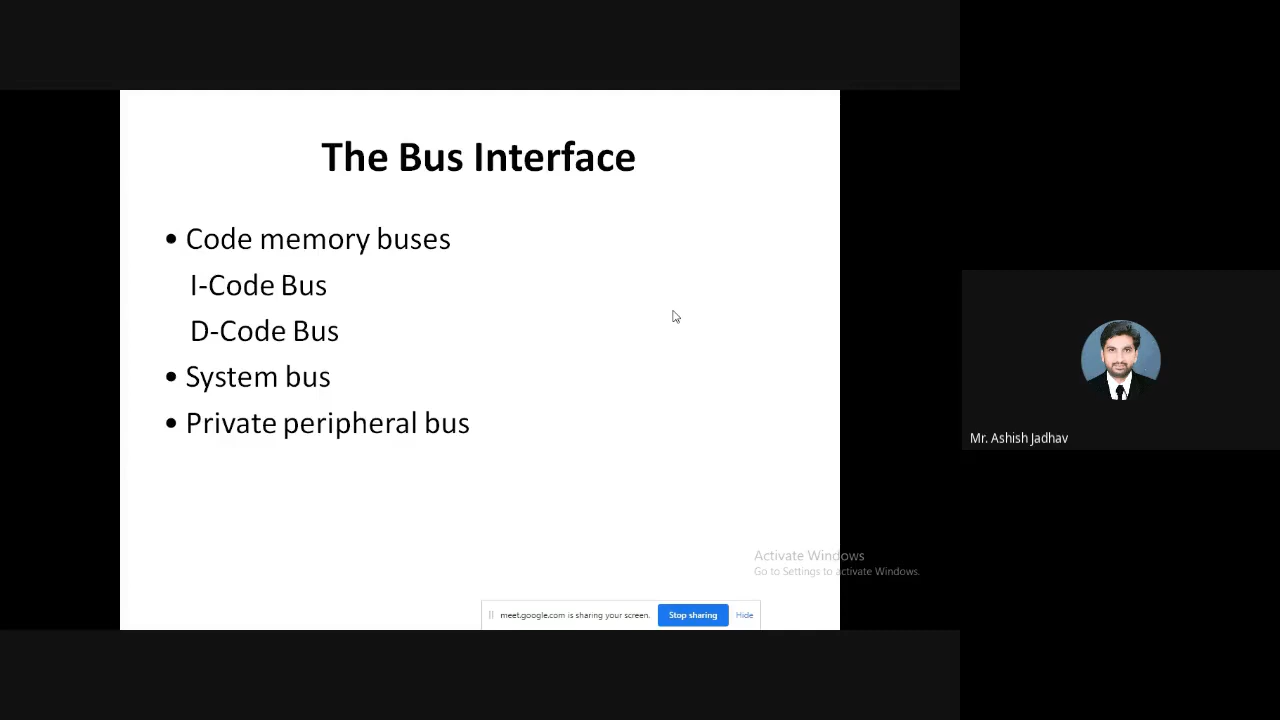 The Bus Interface
• Code memory buses
I-Code Bus
D-Code Bus
• System bus
• Private peripheral bus
Mr. Ashish Jadhav
Activate Windows
Go to Settings to activate Windows.
meet.google.com is sharing your screen. Stop sharing Hide